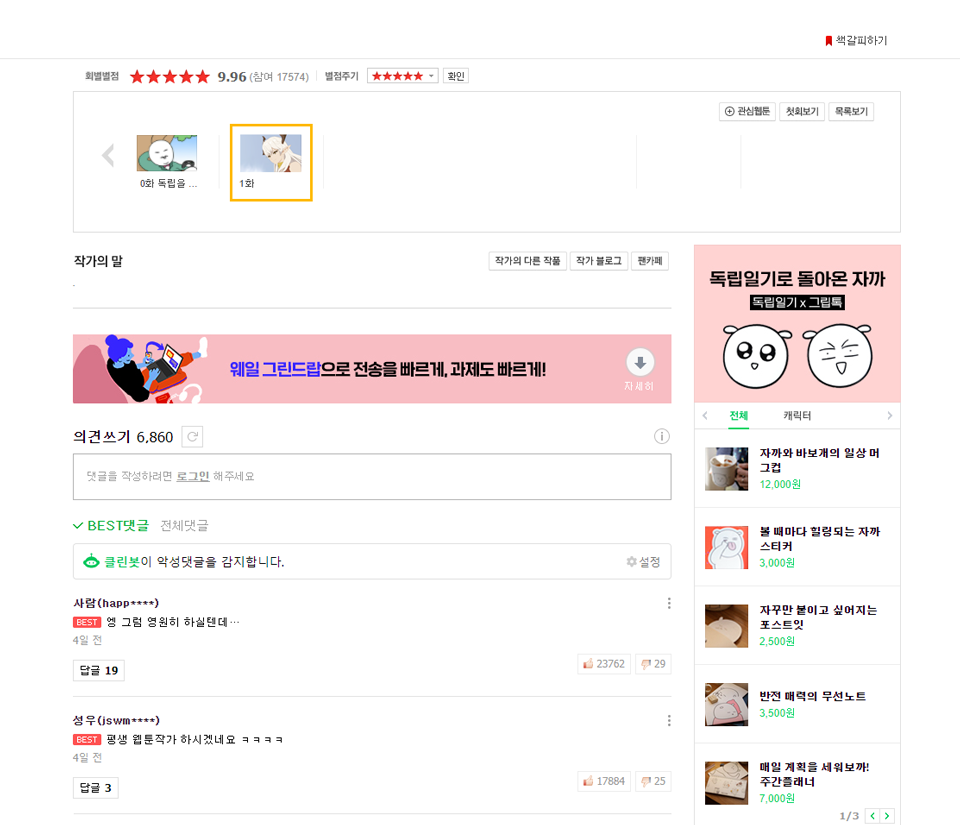 책갈피하기
회별별점 9.96 (참여 17574) 별점주기 확인
관심웹툰 첫회보기 목록보기
0화 독립을 ...
1화
작가의 말
작가의 다른 작품 작가 블로그 팬카페
.
웨일 그린드랍으로 전송을 빠르게, 과제도 빠르게!
자세히
의견쓰기 6,860
댓글을 작성하려면 로그인 해주세요
BEST댓글 전체댓글
클린봇이 악성댓글을 감지합니다.
설정
사람(happ****)
BEST 엥 그럼 영원히 하실텐데…
4일 전
답글 19
23762 29
성우(jswm****)
BEST 평생 웹툰작가 하시겠네요 ㅋㅋㅋㅋ
4일 전
답글 3
17884 25
독립일기로 돌아온 자까
독립일기 x 그립톡
전체 캐릭터
자까와 바보개의 일상 머
그컵
12,000원
볼 때마다 힐링되는 자까
스티커
3,000원
자꾸만 붙이고 싶어지는
포스트잇
2,500원
반전 매력의 무선노트
3,500원
매일 계획을 세워보까!
주간플래너
7,000원
1/3